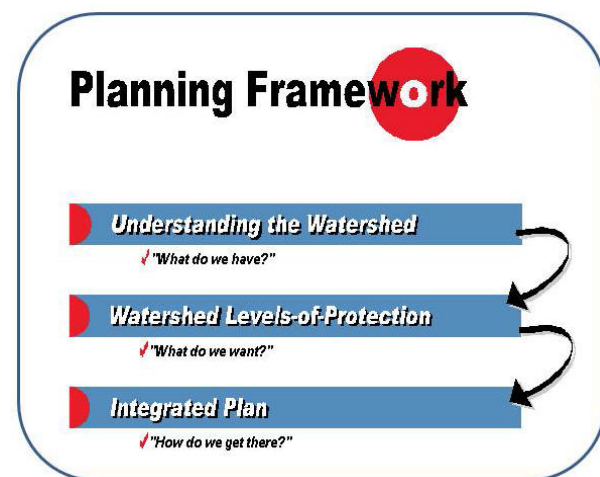 Planning Framework
Understanding the Watershed
"What do we have?"
Watershed Levels-of-Protection
"What do we want?"
Integrated Plan
"How do we get there?"